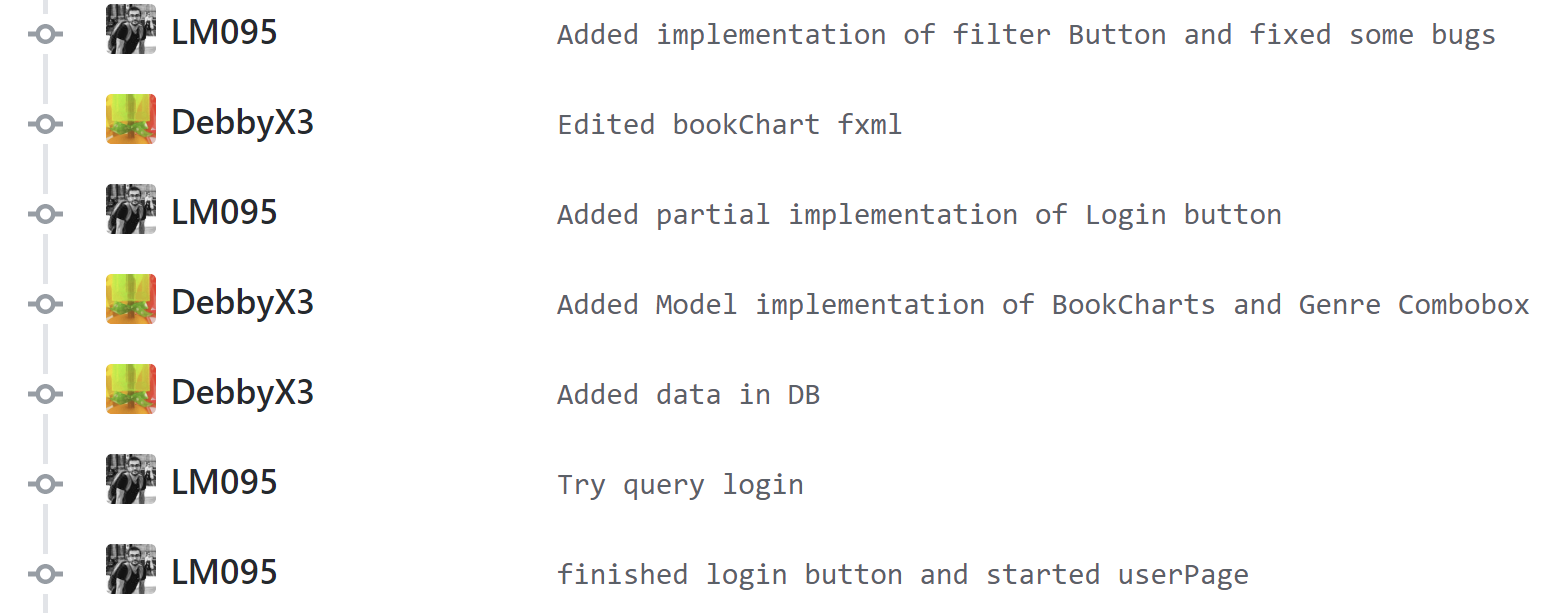 LM095 Added implementation of filter Button and fixed some bugs
DebbyX3 Edited bookChart fxml
LM095 Added partial implementation of Login button
DebbyX3 Added Model implementation of BookCharts and Genre Combobox
DebbyX3 Added data in DB
LM095 Try query login
LM095 finished login button and started userPage